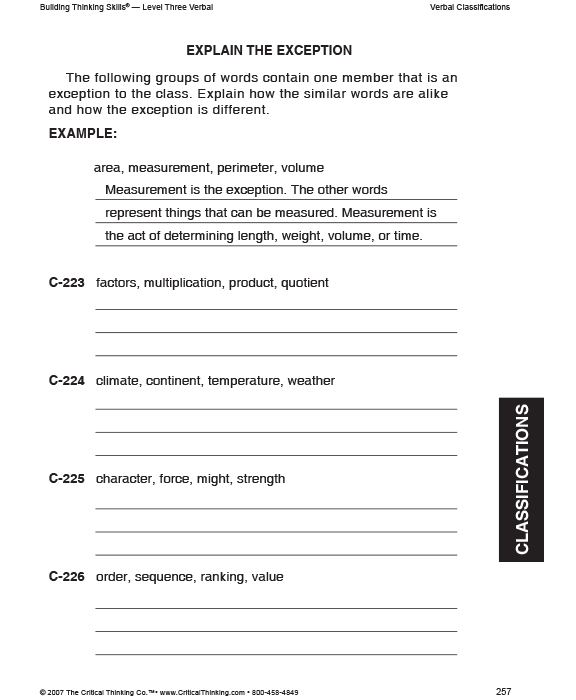 Building Thinking Skills® — Level Three Verbal
Verbal Classifications
EXPLAIN THE EXCEPTION
The following groups of words contain one member that is an
exception to the class. Explain how the similar words are alike
and how the exception is different.
EXAMPLE:
area, measurement, perimeter, volume
Measurement is the exception. The other words
represent things that can be measured. Measurement is
the act of determining length, weight, volume, or time.
C-223 factors, multiplication, product, quotient
C-224 climate, continent, temperature, weather
C-225 character, force, might, strength
C-226 order, sequence, ranking, value
CLASSIFICATIONS
© 2007 The Critical Thinking Co.™ • www.CriticalThinking.com • 800-458-4849
257